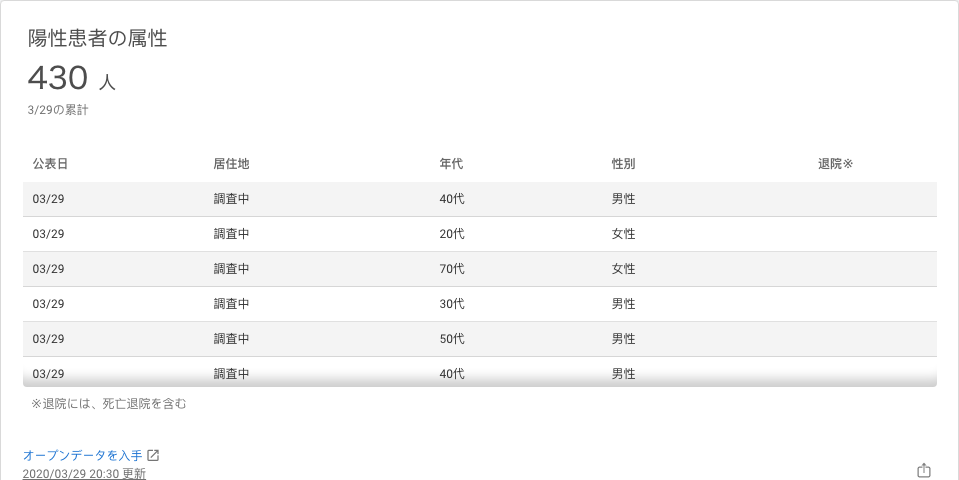 陽性患者の属性
430 人
3/29の累計
公表日 居住地 年代 性別 退院※
03/29 調査中 40代 男性
03/29 調査中 20代 女性
03/29 調査中 70代 女性
03/29 調査中 30代 男性
03/29 調査中 50代 男性
03/29 調査中 40代 男性
※退院には、死亡退院を含む
オープンデータを入手
2020/03/29 20:30 更新